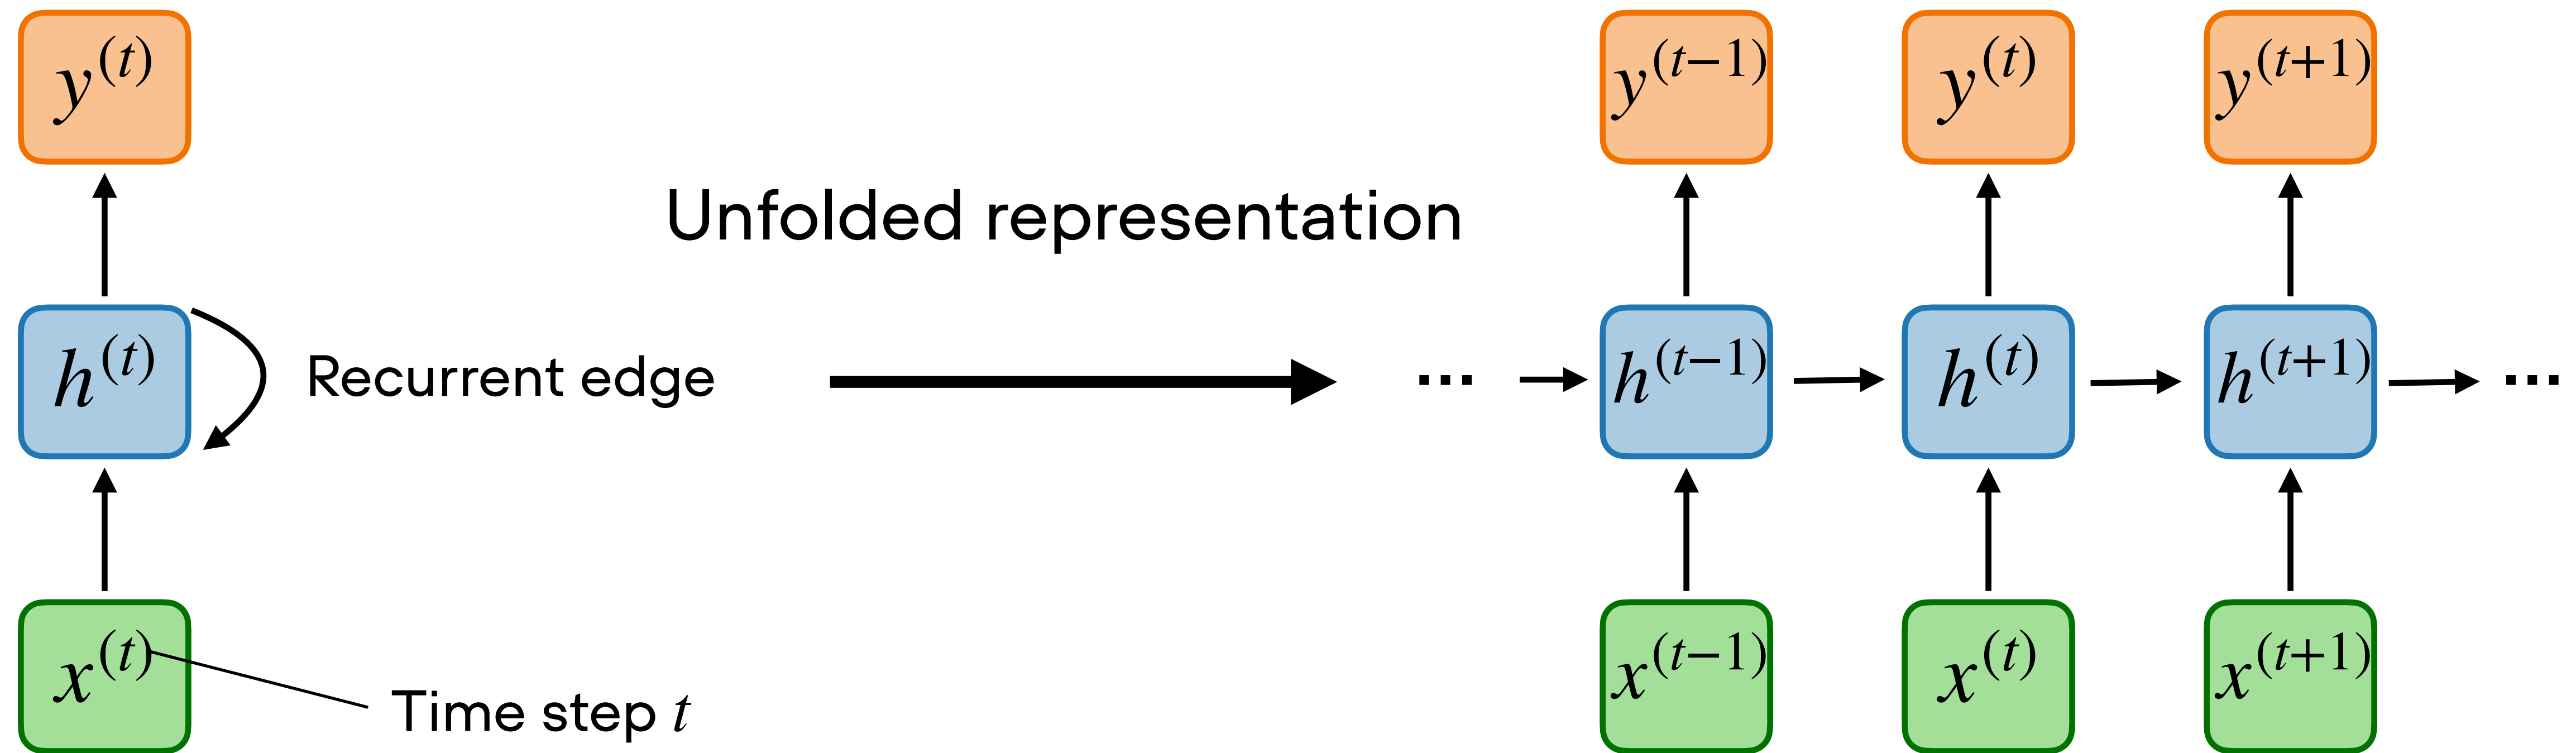 y^(t)
y^(t−1)
y^(t)
y^(t+1)
Unfolded representation
h^(t)
Recurrent edge
...
h^(t−1)
h^(t)
h^(t+1)
...
x^(t)
Time step t
x^(t−1)
x^(t)
x^(t+1)